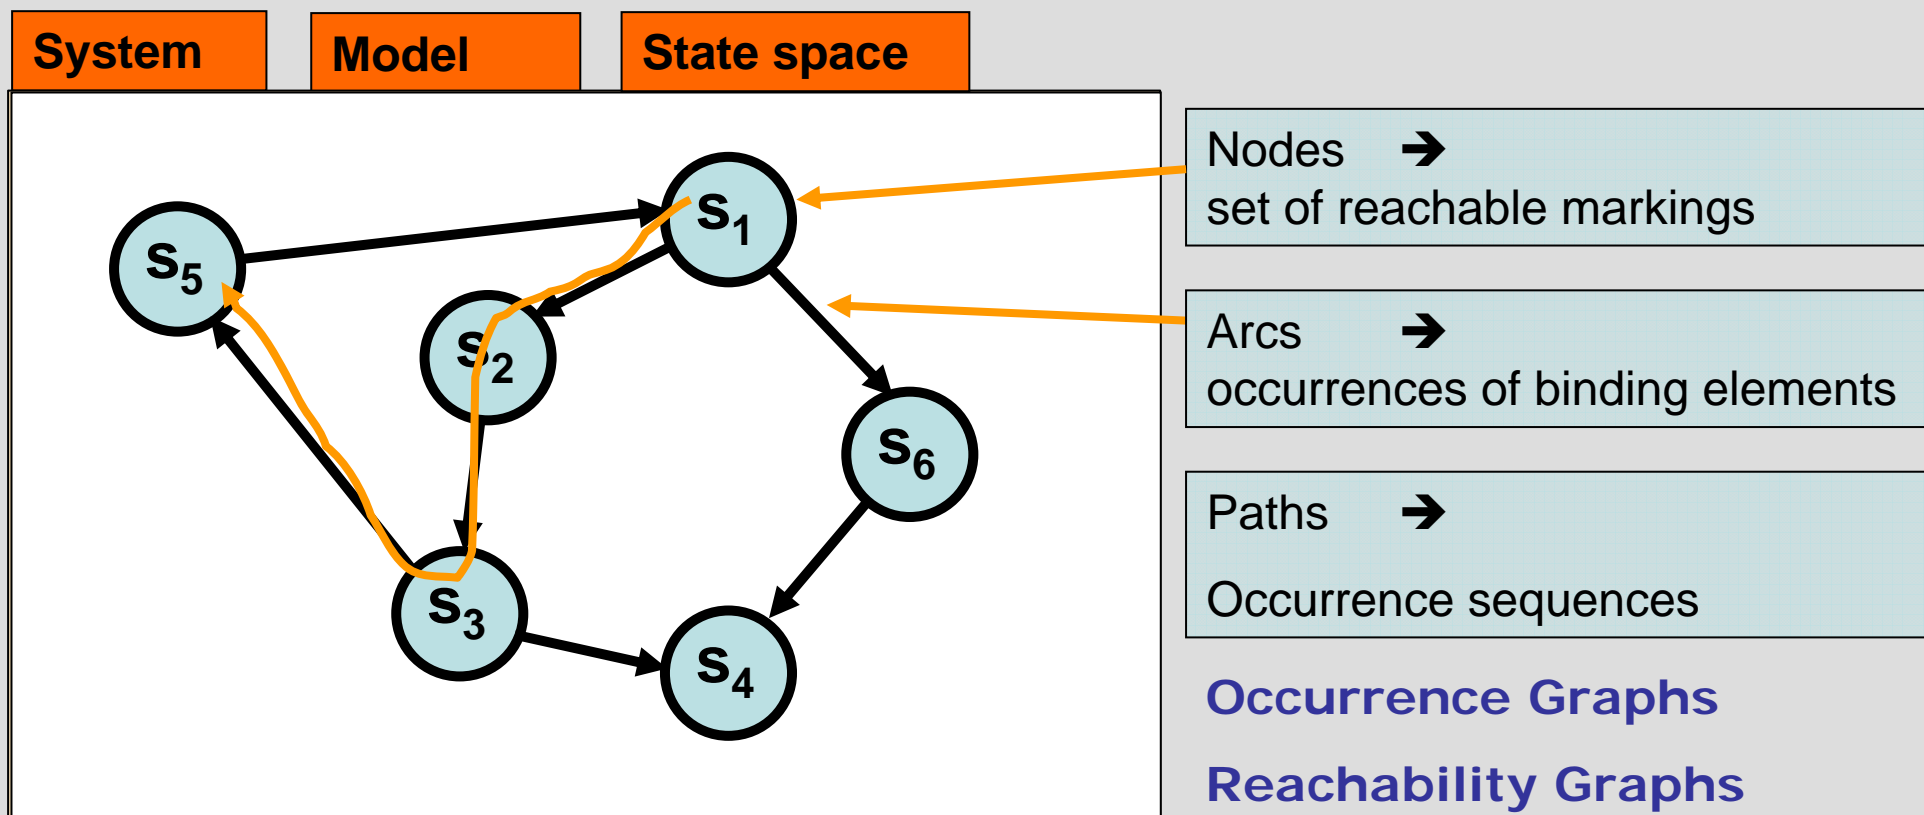 System Model State space
Nodes ➔
set of reachable markings
s1
s5
Arcs ➔
occurrences of binding elements
s2
s6
Paths ➔
Occurrence sequences
s3
s4
Occurrence Graphs
Reachability Graphs